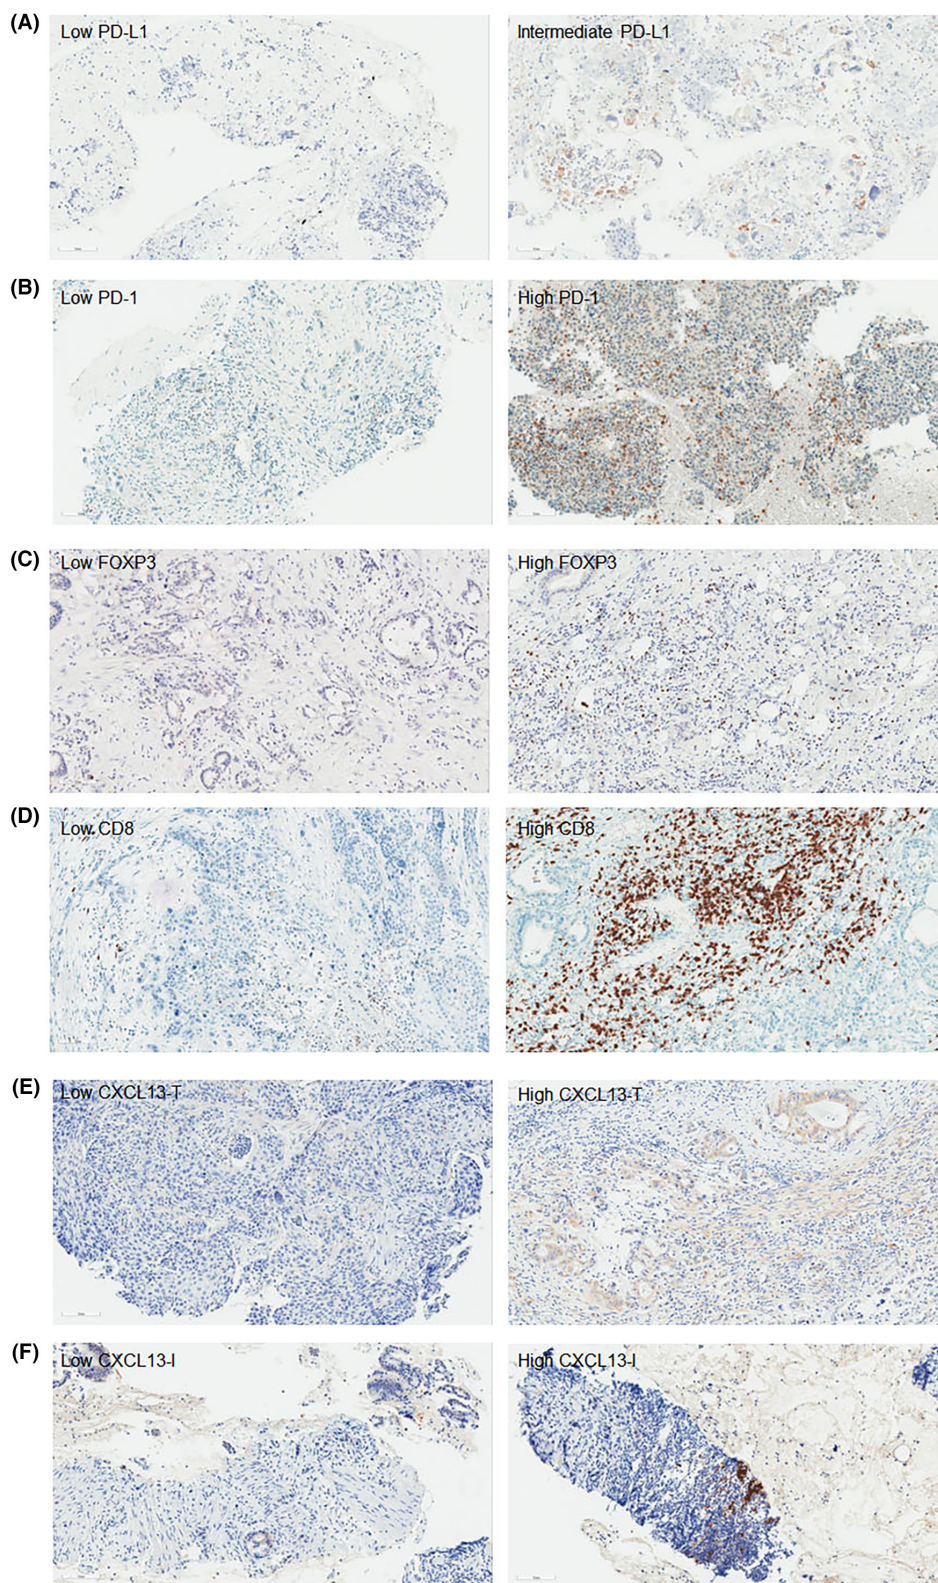 (A) Low PD-L1 Intermediate PD-L1
(B) Low PD-1 High PD-1
(C) Low FOXP3 High FOXP3
(D) Low CD8 High CD8
(E) Low CXCL13-T High CXCL13-T
(F) Low CXCL13-I High CXCL13-I